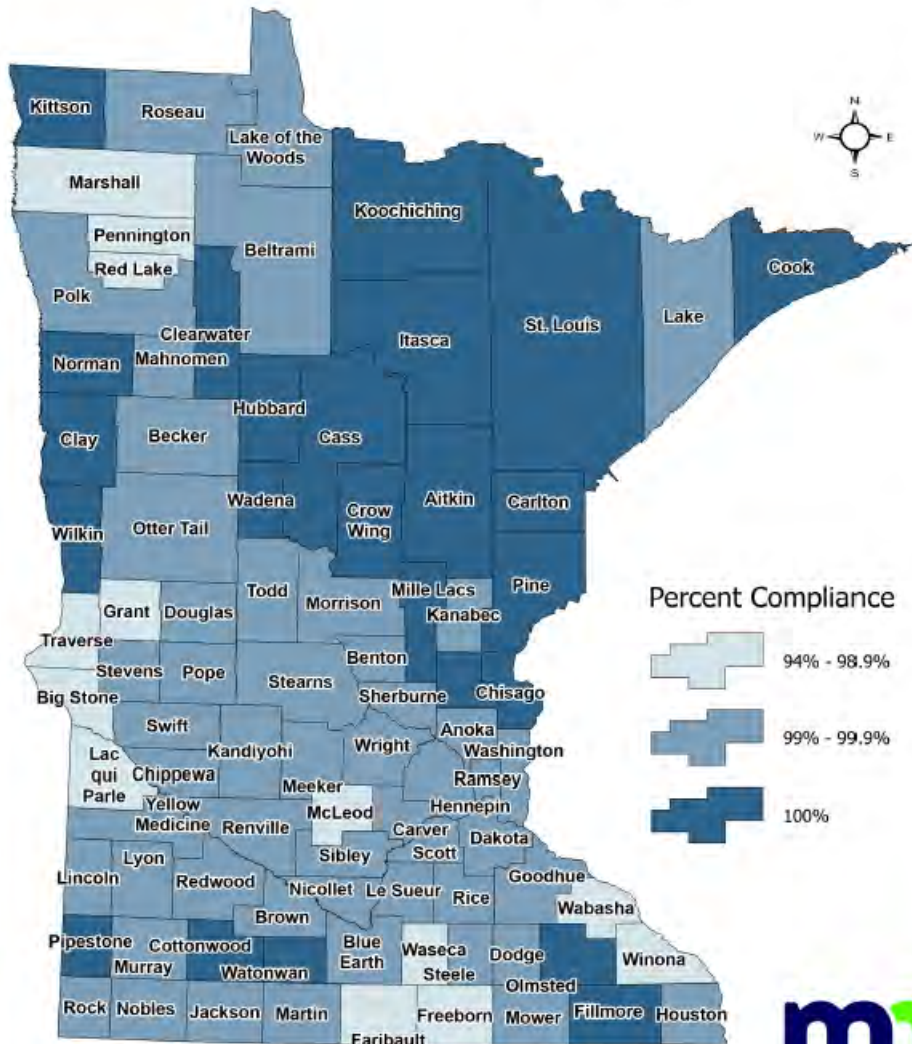 N
W E
S
Kittson
Roseau
Lake of the
Woods
Marshall
Koochiching
Pennington
Beltrami
Red Lake
Cook
Polk
St. Louis
Lake
Clearwater
Itasca
Norman
Mahnomen
Hubbard
Clay
Becker
Cass
Wadena
Aitkin
Carlton
Crow
Wing
Wilkin
Otter Tail
Pine
Todd
Mille Lacs
Morrison
Kanabec
Grant
Douglas
Traverse
Benton
Stevens
Pope
Stearns
Big Stone
Sherburne
Chisago
Swift
Anoka
Kandiyohi
Wright
Washington
Lac
qui
Parle
Chippewa
Ramsey
Meeker
Yellow
Medicine
McLeod
Hennepin
Renville
Carver
Dakota
Scott
Lyon
Sibley
Lincoln
Redwood
Goodhue
Nicollet
Le Sueur
Rice
Brown
Wabasha
Pipestone
Cottonwood
Blue
Earth
Waseca
Dodge
Winona
Murray
Watonwan
Steele
Olmsted
Rock
Nobles
Jackson
Martin
Freeborn
Mower
Fillmore
Houston
Faribault
Percent Compliance
94% - 98.9%
99% - 99.9%
100%
m